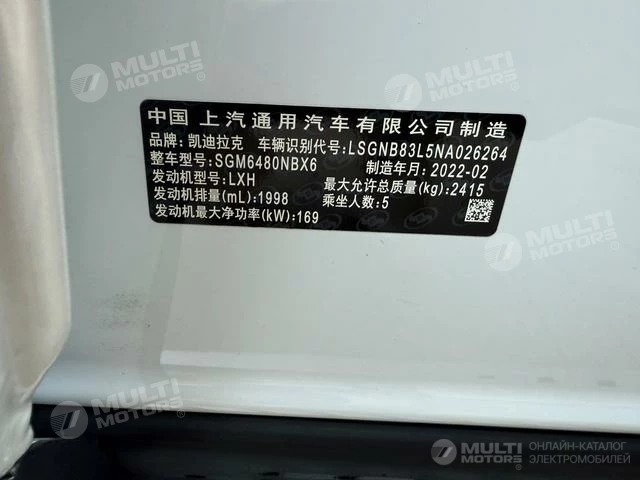 中国 上汽通用汽车有限公司制造
品牌: 凯迪拉克 车辆识别代号: LSGNB83L5NA026264
整车型号: SGM6480NBX6 制造年月: 2022-02
发动机型号: LXH 最大允许总质量(kg): 2415
发动机排量(mL): 1998 乘坐人数: 5
发动机最大净功率(kW): 169
MULTI
MOTORS
MULTI
MOTORS
MULTI
MOTORS
MULTI
MOTORS
MULTI
MOTORS
MULTI
MOTORS
ОНЛАЙН-КАТАЛОГ
ЭЛЕКТРОМОБИЛЕЙ